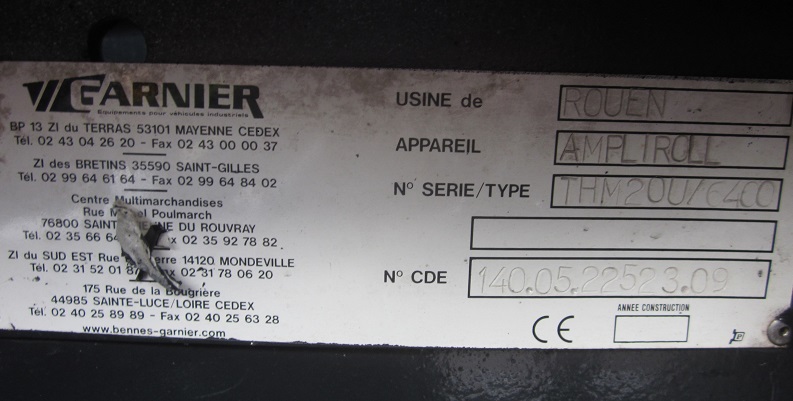 GARNIER
Equipements pour véhicules industriels
BP 13 ZI du TERRAS 53101 MAYENNE CEDEX
Tél. 02 43 04 26 20 - Fax 02 43 00 00 37
ZI des BRETINS 35590 SAINT-GILLES
Tél. 02 99 64 61 64 - Fax 02 99 64 84 02
Centre Multimarchandises
Rue Poulmarch
76800 DU ROUVRAY
Tél. 02 35 66 02 35 92 78 82
ZI du SUD EST Rue 14120 MONDEVILLE
Tél. 02 31 52 01 02 31 78 06 20
175 Rue de la Bougrière
44985 SAINTE-LUCE/LOIRE CEDEX
Tél. 02 40 25 89 89 - Fax 02 40 25 63 28
www.bennes-garnier.com
USINE de ROUEN
APPAREIL AMPLIROLL
N° SERIE/TYPE THM20U/6400
N° CDE 140.05.22523.09
ANNEE CONSTRUCTION
CE